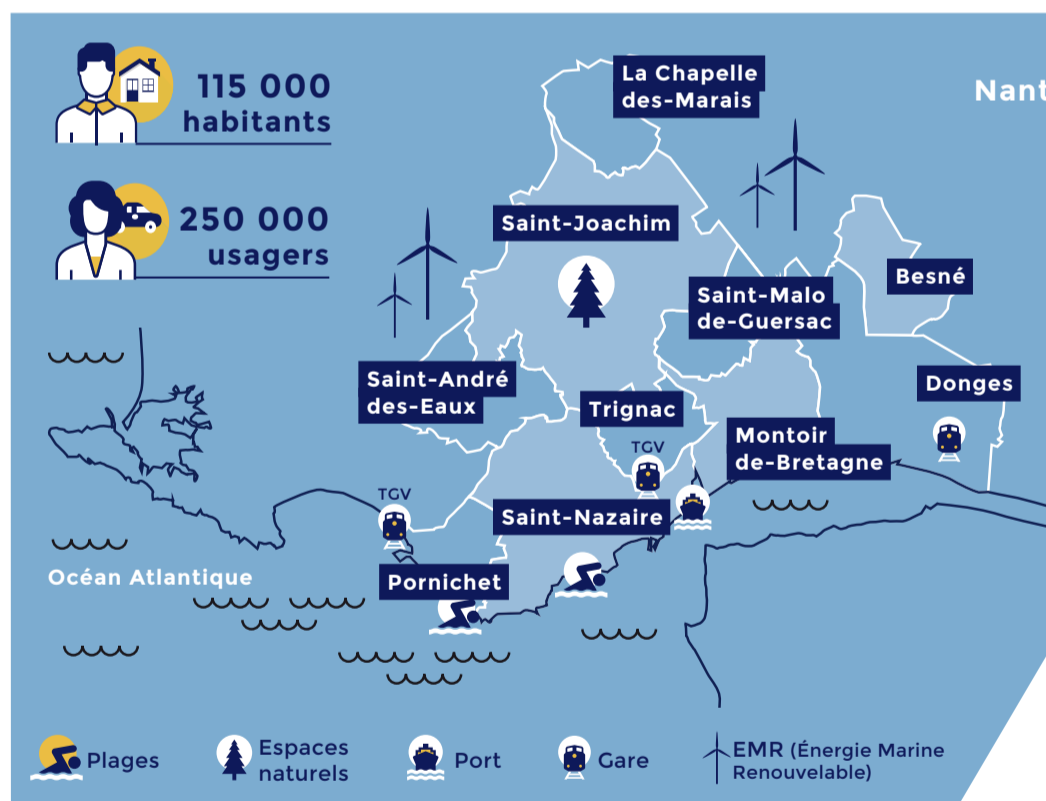 115 000
habitants
250 000
usagers
La Chapelle
des-Marais
Nant
Saint-Joachim
Saint-Malo
de-Guersac
Besné
Saint-André
des-Eaux
Trignac
Donges
Montoir
de-Bretagne
TGV
TGV
Saint-Nazaire
Océan Atlantique
Pornichet
Plages
Espaces
naturels
Port
Gare
EMR (Énergie Marine
Renouvelable)